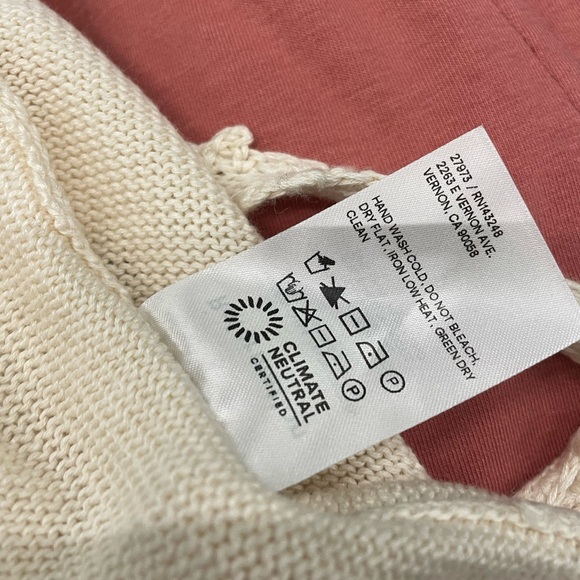 27973 / RN143248
2263 E VERNON AVE.
VERNON, CA 90058
HAND WASH COLD, DO NOT BLEACH,
DRY FLAT, IRON LOW HEAT, GREEN DRY
CLEAN
P
P
CLIMATE
NEUTRAL
CERTIFIED